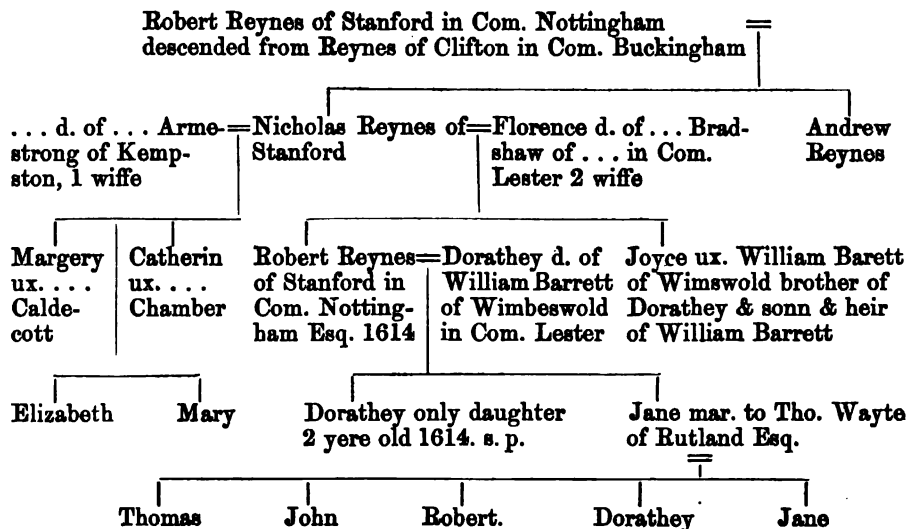 Robert Reynes of Stanford in Com. Nottingham =
descended from Reynes of Clifton in Com. Buckingham
. . . d. of . . . Arme-
strong of Kemp-
ston, 1 wiffe
=
Nicholas Reynes of
Stanford
=
Florence d. of . . . Brad-
shaw of . . . in Com.
Lester 2 wiffe
Andrew
Reynes
Margery
ux. . . .
Calde-
cott
Catherin
ux. . . .
Chamber
Robert Reynes
of Stanford in
Com. Notting-
ham Esq. 1614
=
Dorathey d. of
William Barrett
of Wimbeswold
in Com. Lester
Joyce ux. William Barett
of Wimswold brother of
Dorathey & sonn & heir
of William Barrett
Elizabeth
Mary
Dorathey only daughter
2 yere old 1614. s. p.
Jane mar. to Tho. Wayte
of Rutland Esq.
=
Thomas
John
Robert.
Dorathey
Jane